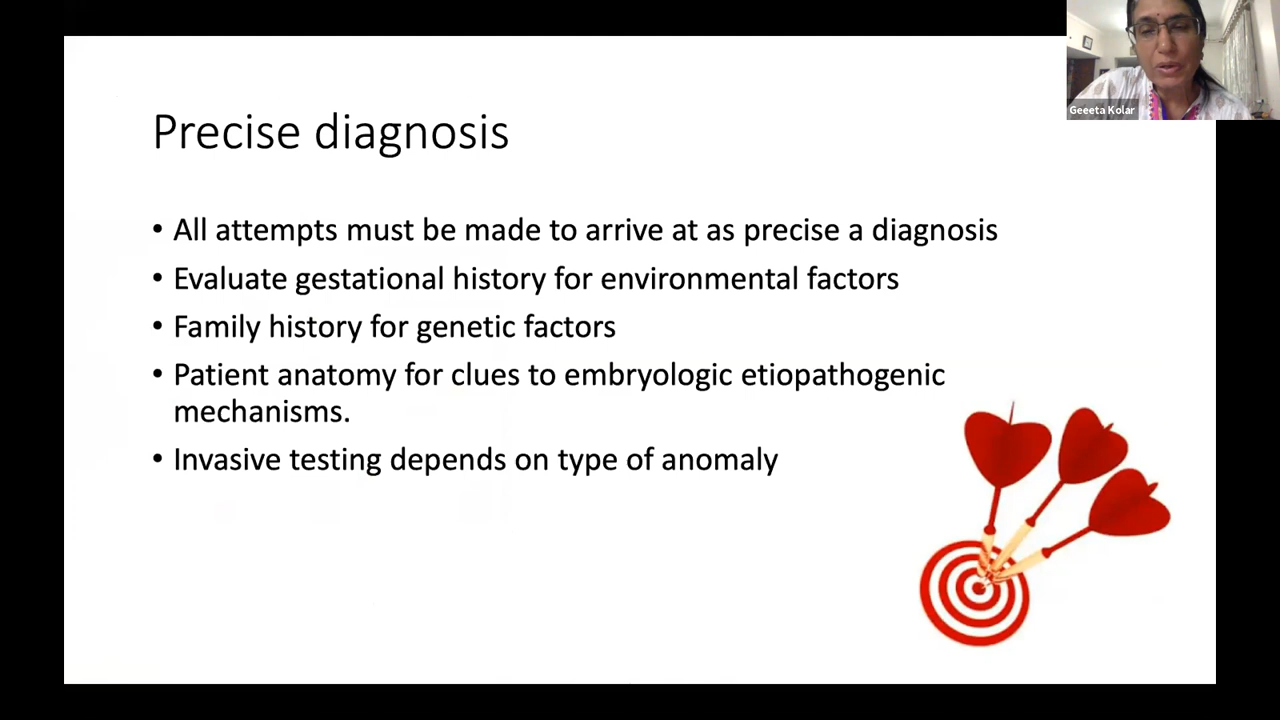 Geeeta Kolar
Precise diagnosis
• All attempts must be made to arrive at as precise a diagnosis
• Evaluate gestational history for environmental factors
• Family history for genetic factors
• Patient anatomy for clues to embryologic etiopathogenic
mechanisms.
• Invasive testing depends on type of anomaly